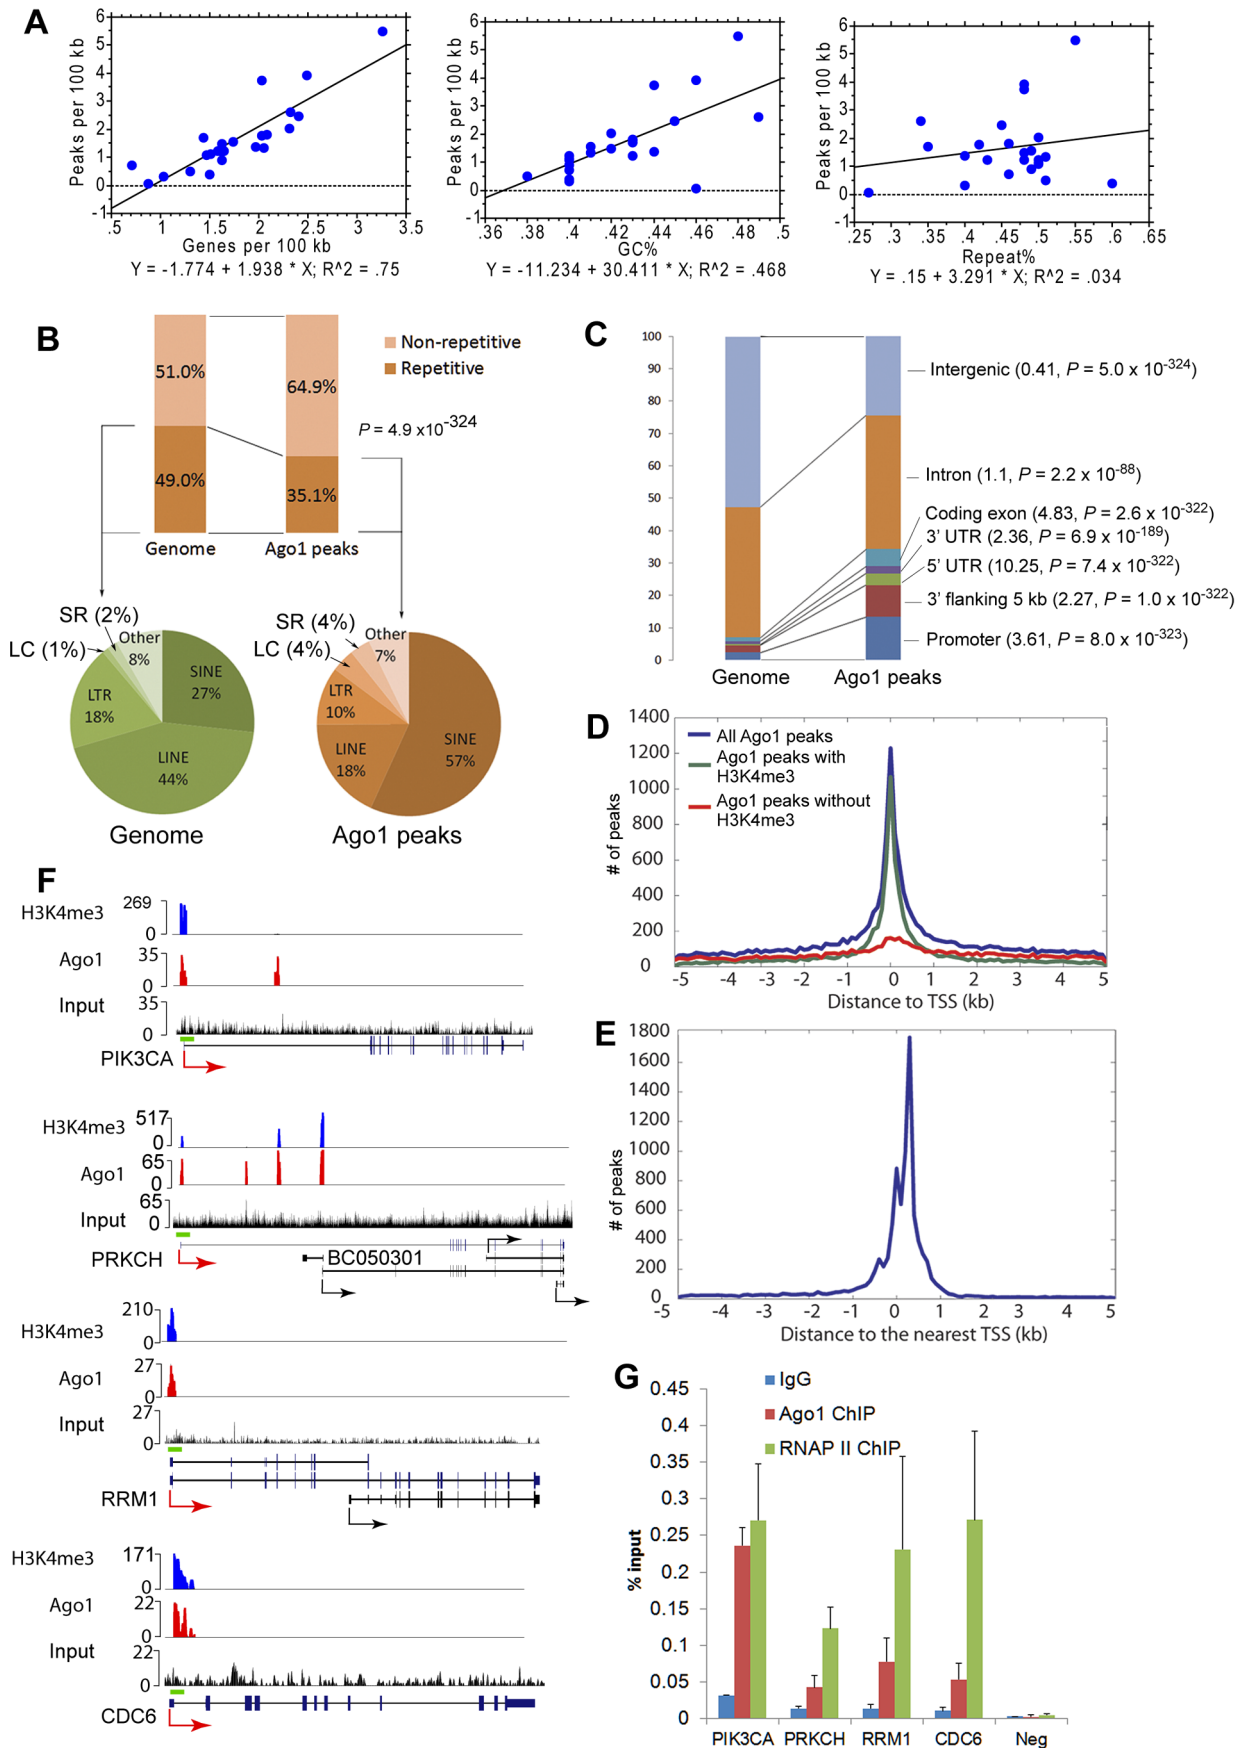 A
Peaks per 100 kb
6
5
4
3
2
1
0
-1
.5 1 1.5 2 2.5 3 3.5
Genes per 100 kb
Y = -1.774 + 1.938 * X; R^2 = .75
Peaks per 100 kb
6
5
4
3
2
1
0
-1
.36 .38 .4 .42 .44 .46 .48 .5
GC%
Y = -11.234 + 30.411 * X; R^2 = .468
Peaks per 100 kb
6
5
4
3
2
1
0
-1
.25 .3 .35 .4 .45 .5 .55 .6 .65
Repeat%
Y = .15 + 3.291 * X; R^2 = .034
B
51.0%
64.9%
49.0%
35.1%
Non-repetitive
Repetitive
P = 4.9 x10-324
Genome
Ago1 peaks
SR (2%)
LC (1%)
Other
8%
SINE
27%
LTR
18%
LINE
44%
Genome
SR (4%)
LC (4%)
Other
7%
LTR
10%
LINE
18%
SINE
57%
Ago1 peaks
C
100
90
80
70
60
50
40
30
20
10
0
Genome
Ago1 peaks
Intergenic (0.41, P = 5.0 x 10-324)
Intron (1.1, P = 2.2 x 10-88)
Coding exon (4.83, P = 2.6 x 10-322)
3' UTR (2.36, P = 6.9 x 10-189)
5' UTR (10.25, P = 7.4 x 10-322)
3' flanking 5 kb (2.27, P = 1.0 x 10-322)
Promoter (3.61, P = 8.0 x 10-323)
D
# of peaks
1400
1200
1000
800
600
400
200
0
All Ago1 peaks
Ago1 peaks with
H3K4me3
Ago1 peaks without
H3K4me3
-5 -4 -3 -2 -1 0 1 2 3 4 5
Distance to TSS (kb)
E
# of peaks
1800
1600
1400
1200
1000
800
600
400
200
0
-5 -4 -3 -2 -1 0 1 2 3 4 5
Distance to the nearest TSS (kb)
F
H3K4me3
269
0
Ago1
35
0
Input
35
0
PIK3CA
H3K4me3
517
0
Ago1
65
0
Input
65
0
PRKCH
BC050301
H3K4me3
210
0
Ago1
27
0
Input
27
0
RRM1
H3K4me3
171
0
Ago1
22
0
Input
22
0
CDC6
G
% input
0.45
0.4
0.35
0.3
0.25
0.2
0.15
0.1
0.05
0
IgG
Ago1 ChIP
RNAP II ChIP
PIK3CA PRKCH RRM1 CDC6 Neg